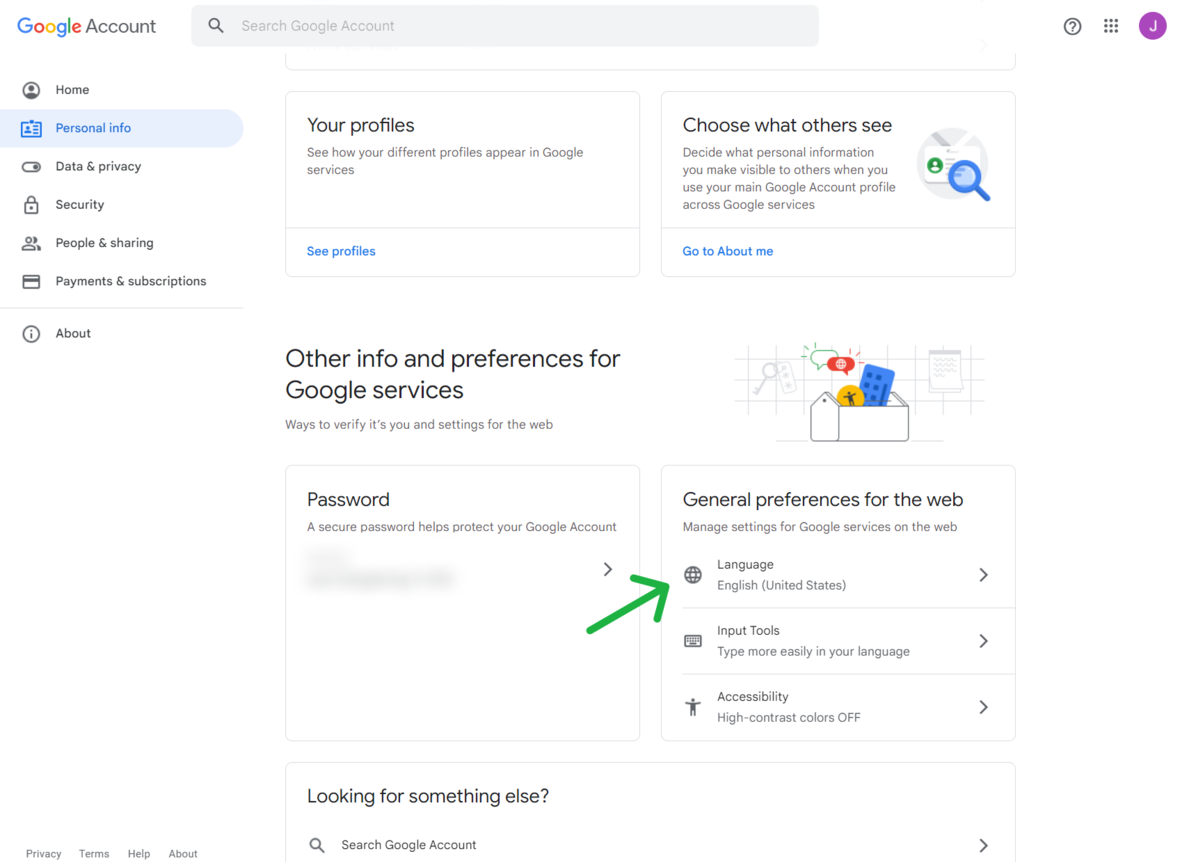 Google Account
Search Google Account
J
Home
Personal info
Data & privacy
Security
People & sharing
Payments & subscriptions
About
Your profiles
See how your different profiles appear in Google
services
See profiles
Choose what others see
Decide what personal information
you make visible to others when you
use your main Google Account profile
across Google services
Go to About me
Other info and preferences for
Google services
Ways to verify it’s you and settings for the web
Password
A secure password helps protect your Google Account
General preferences for the web
Manage settings for Google services on the web
Language
English (United States)
Input Tools
Type more easily in your language
Accessibility
High-contrast colors OFF
Looking for something else?
Search Google Account
Privacy Terms Help About